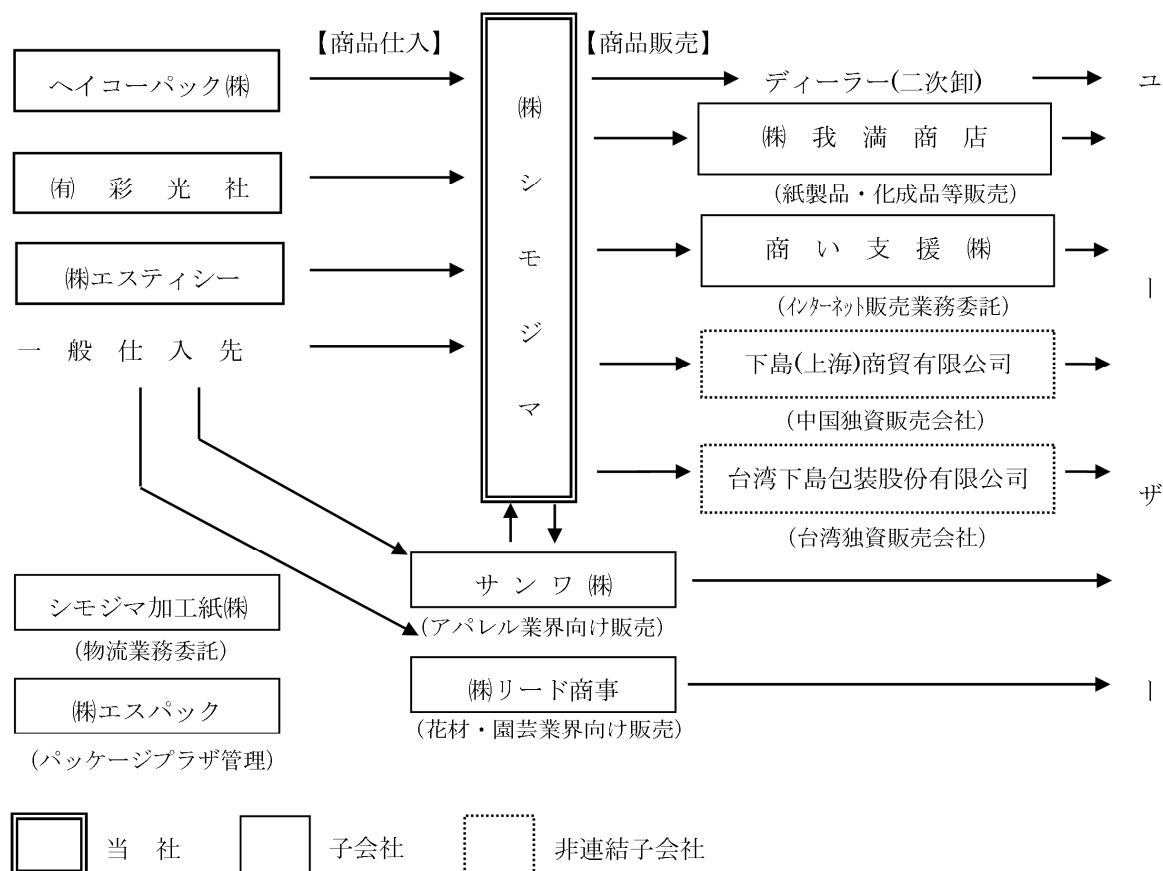 【商品仕入】
【商品販売】
ヘイコーパック㈱
㈲ 彩 光 社
㈱エスティシー
一 般 仕 入 先
㈱ シ モ ジ マ
ディーラー(二次卸)
㈱ 我 満 商 店
(紙製品・化成品等販売)
商 い 支 援 ㈱
(ｲﾝﾀｰﾈｯﾄ販売業務委託)
下島(上海)商貿有限公司
(中国独資販売会社)
台湾下島包装股份有限公司
(台湾独資販売会社)
ユ ー ザ ー
サ ン ワ ㈱
(アパレル業界向け販売)
㈱リード商事
(花材・園芸業界向け販売)
シモジマ加工紙㈱
(物流業務委託)
㈱エスパック
(パッケージプラザ管理)
当 社
子会社
非連結子会社